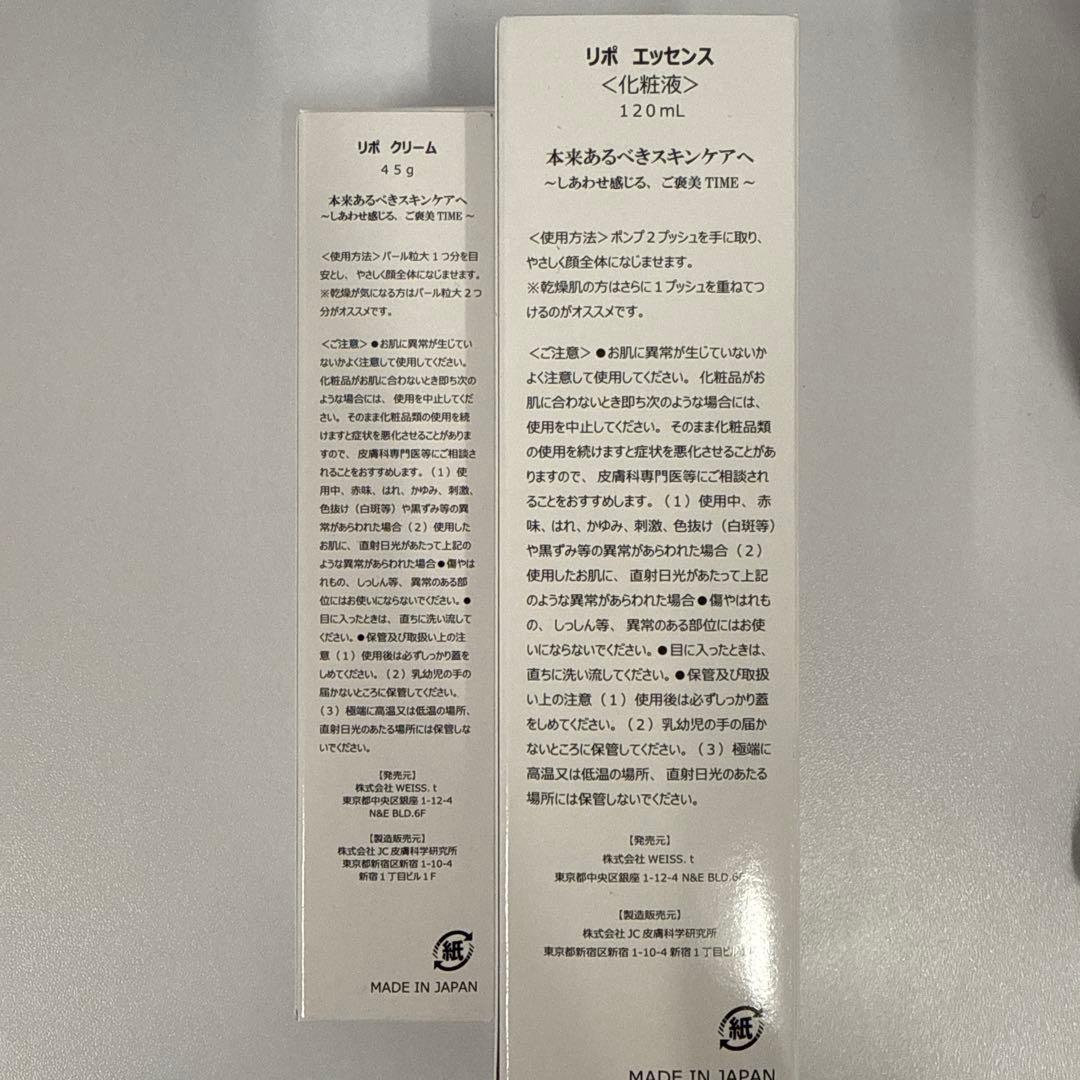 リポ クリーム
45g
本来あるべきスキンケアへ
～しあわせ感じる、ご褒美TIME～
＜使用方法＞パール粒大1つ分を目
安とし、やさしく顔全体になじませます。
※乾燥が気になる方はパール粒大2つ
分がオススメです。
＜ご注意＞●お肌に異常が生じてい
ないかよく注意して使用してください。
化粧品がお肌に合わないとき即ち次の
ような場合には、使用を中止してくだ
さい。そのまま化粧品類の使用を続
けますと症状を悪化させることがありま
すので、皮膚科専門医等にご相談さ
れることをおすすめします。（1）使
用中、赤味、はれ、かゆみ、刺激、
色抜け（白斑等）や黒ずみ等の異
常があらわれた場合（2）使用した
お肌に、直射日光があたって上記の
ような異常があらわれた場合●傷やは
れもの、しっしん等、異常のある部
位にはお使いにならないでください。●
目に入ったときは、直ちに洗い流して
ください。●保管及び取扱い上の注
意（1）使用後は必ずしっかり蓋を
しめてください。（2）乳幼児の手の
届かないところに保管してください。
（3）極端に高温又は低温の場所、
直射日光のあたる場所には保管しな
いでください。
【発売元】
株式会社 WEISS. t
東京都中央区銀座 1-12-4
N&E BLD.6F
【製造販売元】
株式会社 JC 皮膚科学研究所
東京都新宿区新宿 1-10-4
新宿1丁目ビル1F
紙
MADE IN JAPAN
リポ エッセンス
＜化粧液＞
120mL
本来あるべきスキンケアへ
～しあわせ感じる、ご褒美TIME～
＜使用方法＞ポンプ2プッシュを手に取り、
やさしく顔全体になじませます。
※乾燥肌の方はさらに1プッシュを重ねてつ
けるのがオススメです。
＜ご注意＞●お肌に異常が生じていないか
よく注意して使用してください。化粧品がお
肌に合わないとき即ち次のような場合には、
使用を中止してください。そのまま化粧品類
の使用を続けますと症状を悪化させることがあ
りますので、皮膚科専門医等にご相談され
ることをおすすめします。（1）使用中、赤
味、はれ、かゆみ、刺激、色抜け（白斑等）
や黒ずみ等の異常があらわれた場合（2）
使用したお肌に、直射日光があたって上記
のような異常があらわれた場合●傷やはれも
の、しっしん等、異常のある部位にはお使
いにならないでください。●目に入ったときは、
直ちに洗い流してください。●保管及び取扱
い上の注意（1）使用後は必ずしっかり蓋
をしめてください。（2）乳幼児の手の届か
ないところに保管してください。（3）極端に
高温又は低温の場所、直射日光のあたる
場所には保管しないでください。
【発売元】
株式会社 WEISS. t
東京都中央区銀座 1-12-4 N&E BLD.6F
【製造販売元】
株式会社 JC 皮膚科学研究所
東京都新宿区新宿 1-10-4 新宿1丁目ビル
紙
MADE IN JAPAN